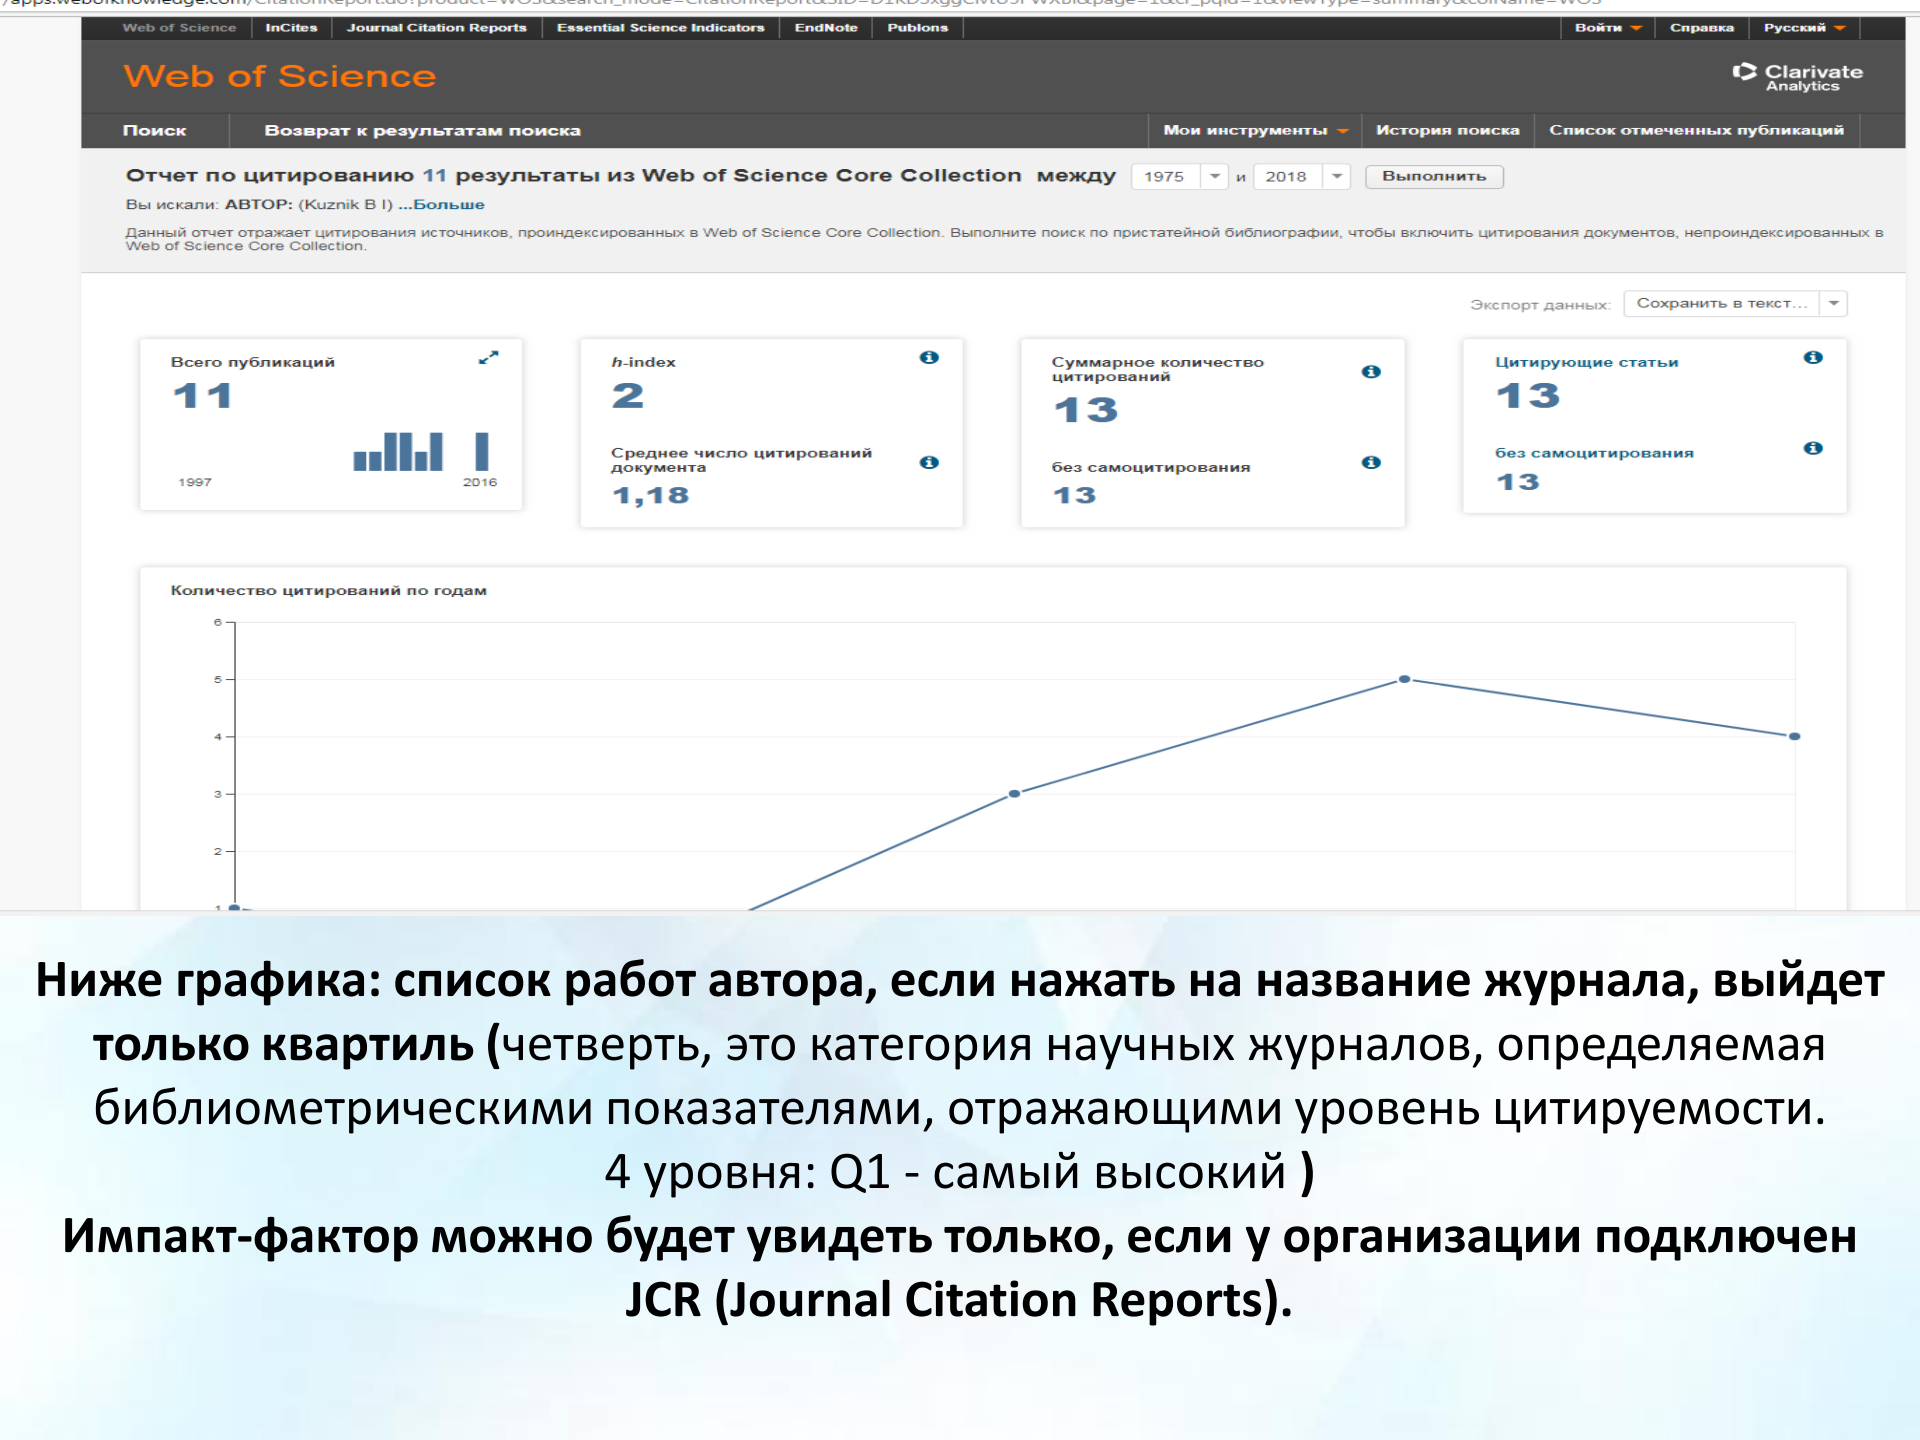 Web of Science InCites Journal Citation Reports Essential Science Indicators EndNote Publons Войти Справка Русский
Web of Science
Clarivate
Analytics
Поиск Возврат к результатам поиска Мои инструменты История поиска Список отмеченных публикаций
Отчет по цитированию 11 результаты из Web of Science Core Collection между 1975 и 2018 Выполнить
Вы искали: АВТОР: (Kuznik B I) ...Больше
Данный отчет отражает цитирования источников, проиндексированных в Web of Science Core Collection. Выполните поиск по пристатейной библиографии, чтобы включить цитирования документов, непроиндексированных в
Web of Science Core Collection.
Экспорт данных: Сохранить в текст...
Всего публикаций
11
1997 2016
h-index
2
Среднее число цитирований
документа
1,18
Суммарное количество
цитирований
13
без самоцитирования
13
Цитирующие статьи
13
без самоцитирования
13
Количество цитирований по годам
6
5
4
3
2
1
Ниже графика: список работ автора, если нажать на название журнала, выйдет
только квартиль (четверть, это категория научных журналов, определяемая
библиометрическими показателями, отражающими уровень цитируемости.
4 уровня: Q1 - самый высокий )
Импакт-фактор можно будет увидеть только, если у организации подключен
JCR (Journal Citation Reports).